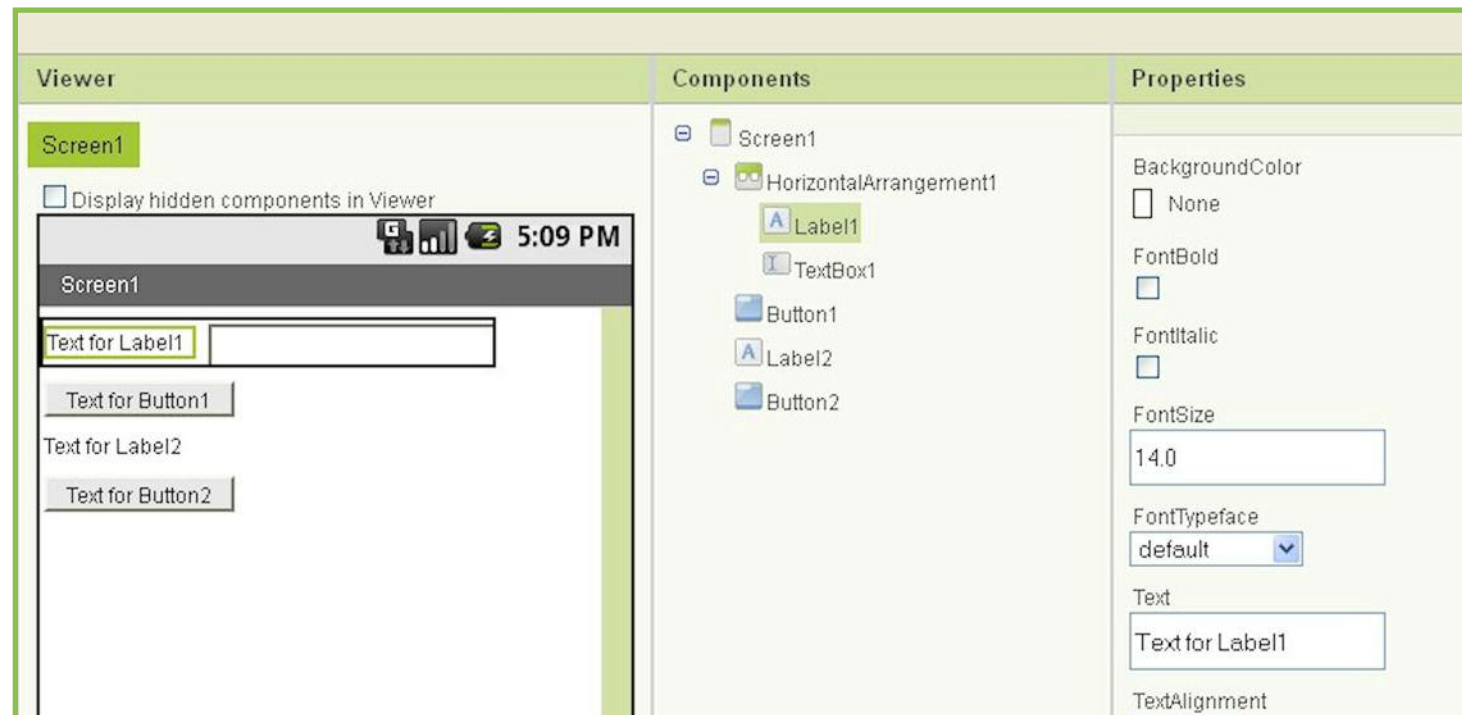 Viewer
Screen1
Display hidden components in Viewer
5:09 PM
Screen1
Text for Label1
Text for Button1
Text for Label2
Text for Button2
Components
Screen1
HorizontalArrangement1
Label1
TextBox1
Button1
Label2
Button2
Properties
BackgroundColor
None
FontBold
FontItalic
FontSize
14.0
FontTypeface
default
Text
Text for Label1
TextAlignment